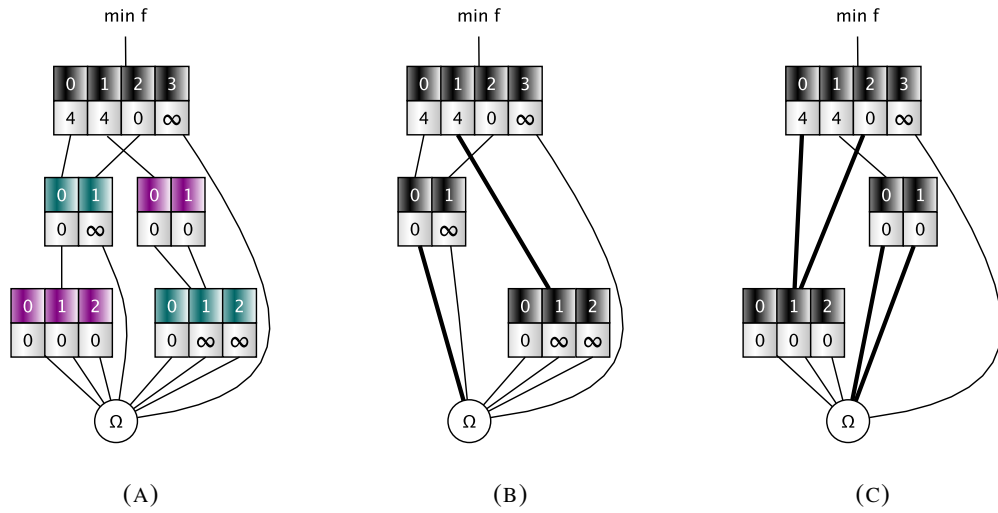 min f min f min f
0 1 2 3 0 1 2 3 0 1 2 3
4 4 0 ∞ 4 4 0 ∞ 4 4 0 ∞
0 1 0 1 0 1 0 1
0 ∞ 0 0 0 ∞ 0 0
0 1 2 0 1 2 0 1 2 0 1 2
0 0 0 0 ∞ ∞ 0 ∞ ∞ 0 0 0
Ω Ω Ω
(A) (B) (C)